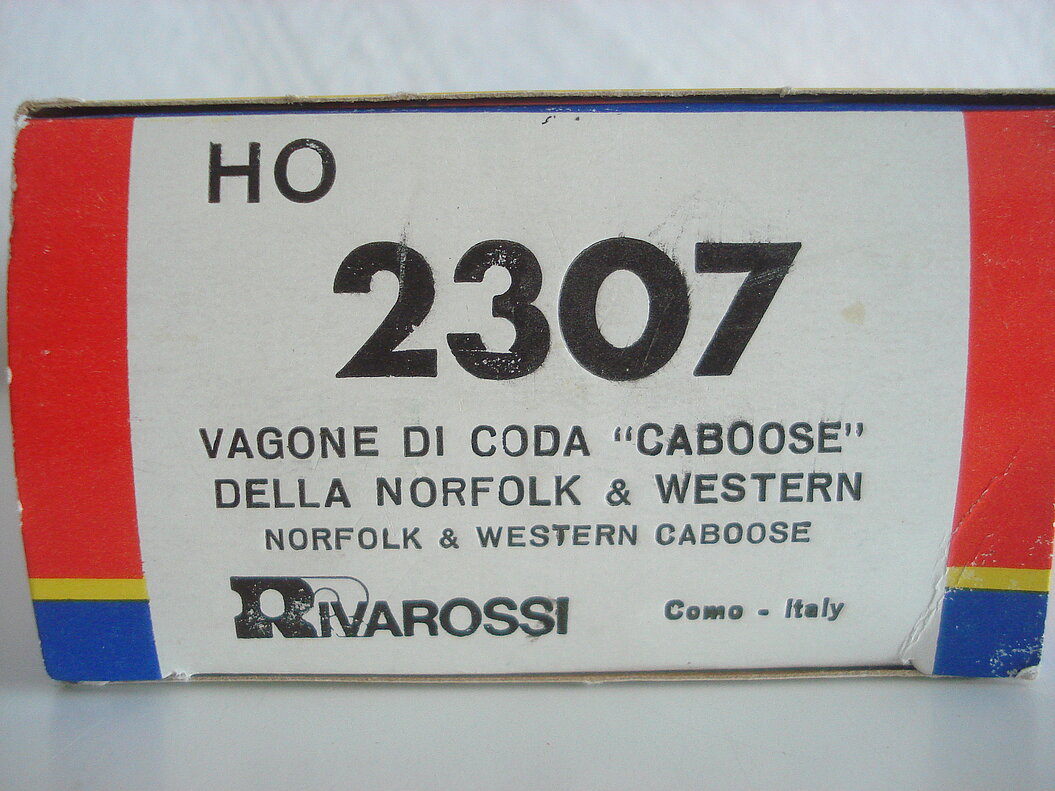 HO
2307
VAGONE DI CODA “CABOOSE”
DELLA NORFOLK & WESTERN
NORFOLK & WESTERN CABOOSE
RIVAROSSI Como - Italy